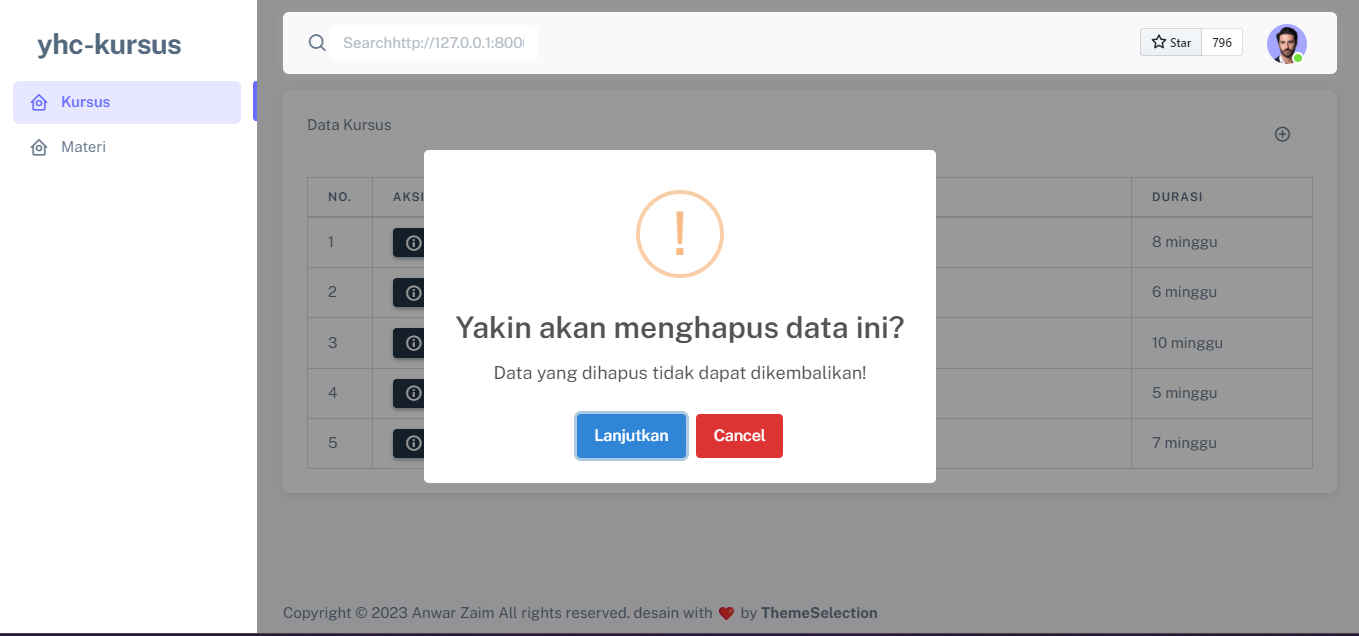 yhc-kursus
Searchhttp://127.0.0.1:800
Star 796
Kursus
Materi
Data Kursus
NO. AKSI DURASI
1 8 minggu
2 6 minggu
3 10 minggu
4 5 minggu
5 7 minggu
!
Yakin akan menghapus data ini?
Data yang dihapus tidak dapat dikembalikan!
Lanjutkan Cancel
Copyright © 2023 Anwar Zaim All rights reserved. desain with ❤️ by ThemeSelection